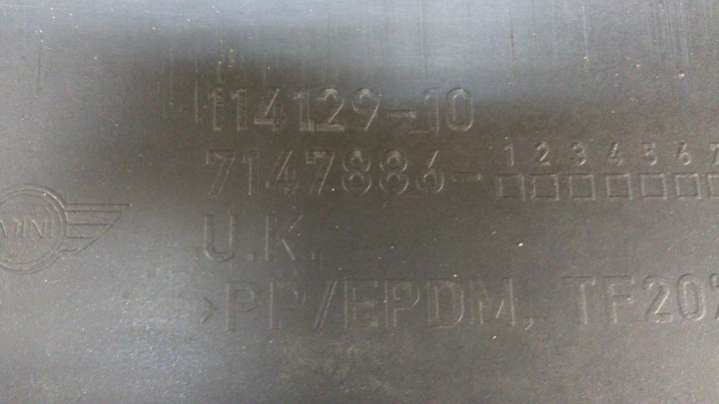 114129-10
1 2 3 4 5 6 7
7147886-
MINI
U.K.
>PP/EPDM, TF20%